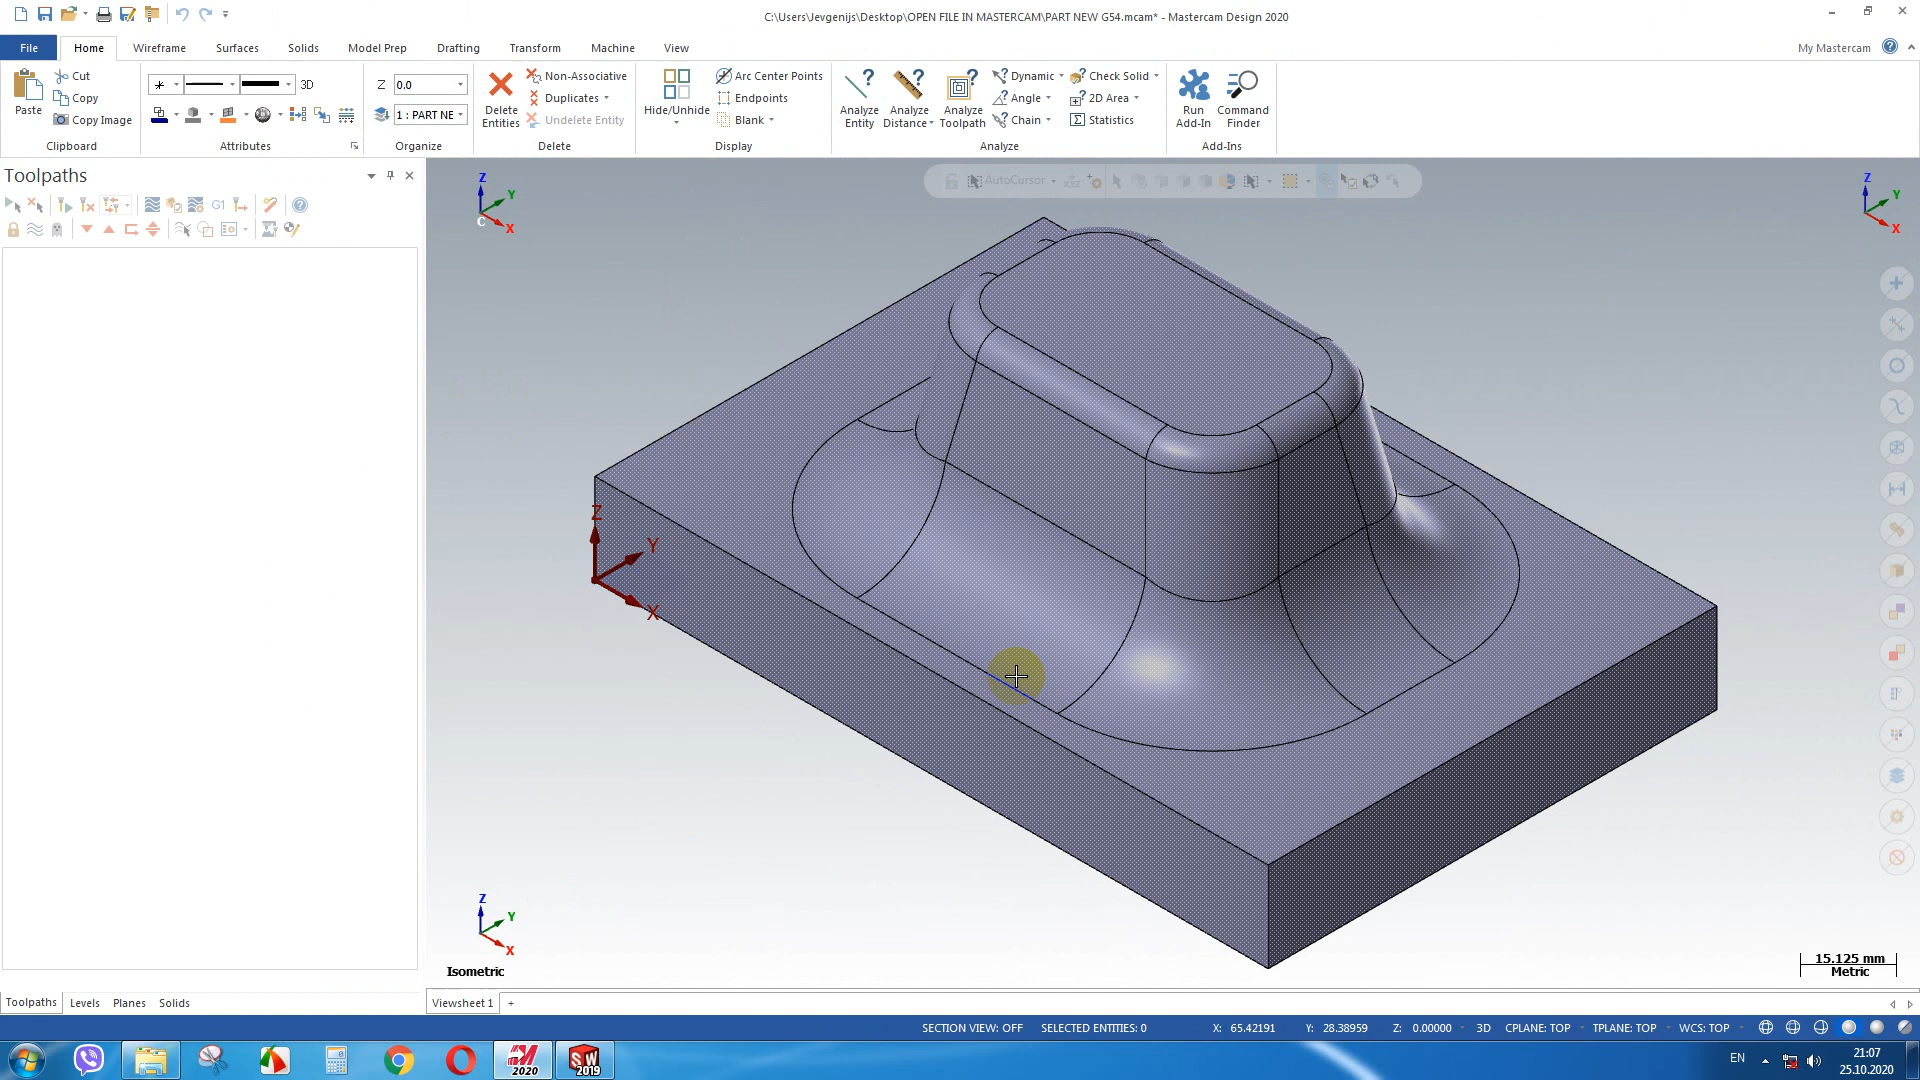 C:\Users\Jevgenijs\Desktop\OPEN FILE IN MASTERCAM\PART NEW G54.mcam* - Mastercam Design 2020
File Home Wireframe Surfaces Solids Model Prep Drafting Transform Machine View My Mastercam
Paste
Cut
Copy
Copy Image
Clipboard
3D
Attributes
Z 0.0
1 : PART NE
Organize
Delete Entities
Non-Associative
Duplicates
Undelete Entity
Delete
Hide/Unhide
Arc Center Points
Endpoints
Blank
Display
Analyze Entity
Analyze Distance
Analyze Toolpath
Dynamic
Angle
Chain
Check Solid
2D Area
Statistics
Analyze
Run Add-In
Command Finder
Add-Ins
Toolpaths
G1
AutoCursor
XYZ
Z
Y
X
C
Z
Y
X
Z
Y
X
Z
Y
X
Isometric
15.125 mm
Metric
Toolpaths Levels Planes Solids
Viewsheet 1 +
SECTION VIEW: OFF SELECTED ENTITIES: 0 X: 65.42191 Y: 28.38959 Z: 0.00000 3D CPLANE: TOP TPLANE: TOP WCS: TOP
2020
SW
2019
EN
21:07
25.10.2020